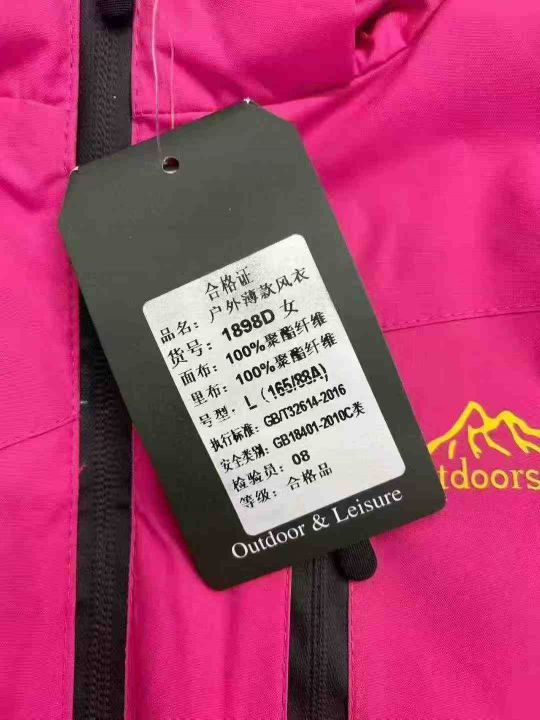 合格证
品名：户外薄款风衣
货号：1898D 女
面布：100%聚酯纤维
里布：100%聚酯纤维
号型：L（165/88A）
执行标准：GB/T32614-2016
安全类别：GB18401-2010C类
检验员：08
等级：合格品
Outdoor & Leisure
tdoors